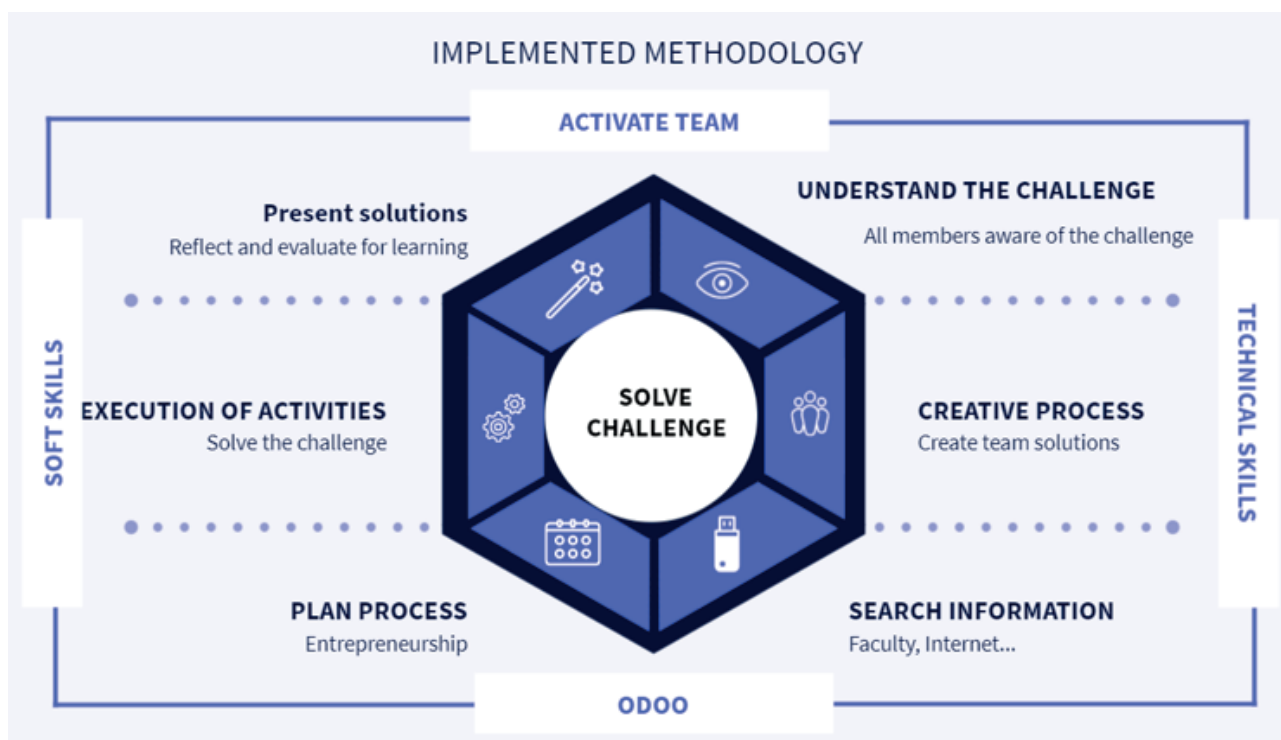 IMPLEMENTED METHODOLOGY
ACTIVATE TEAM
Present solutions
Reflect and evaluate for learning
UNDERSTAND THE CHALLENGE
All members aware of the challenge
SOFT SKILLS
EXECUTION OF ACTIVITIES
Solve the challenge
SOLVE
CHALLENGE
CREATIVE PROCESS
Create team solutions
TECHNICAL SKILLS
PLAN PROCESS
Entrepreneurship
SEARCH INFORMATION
Faculty, Internet...
ODOO